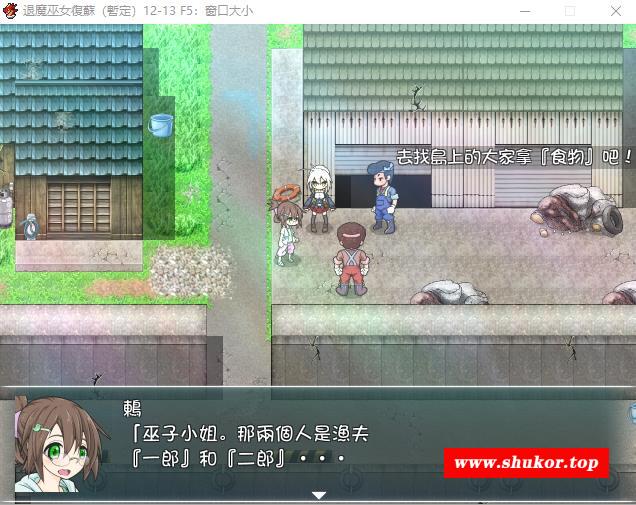 退魔巫女復蘇（暫定）12-13 F5：窗口大小
去找島上的大家拿『食物』吧！
鶫
「巫子小姐。那兩個人是漁夫
『一郎』和『二郎』・・・
www.shukor.top